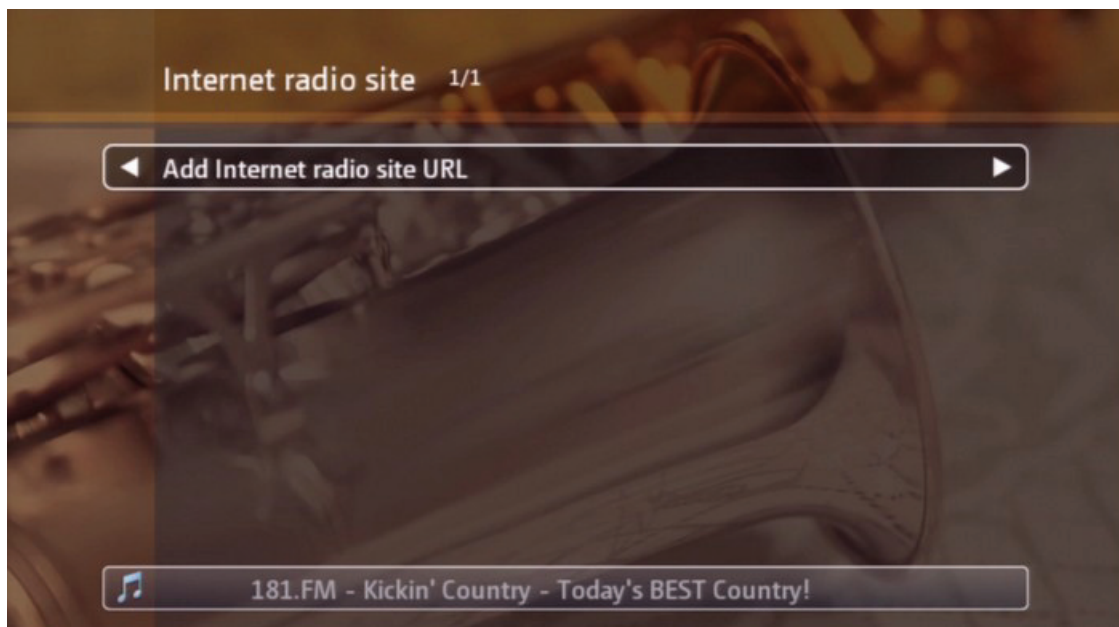 Internet radio site 1/1
Add Internet radio site URL
181.FM - Kickin' Country - Today's BEST Country!